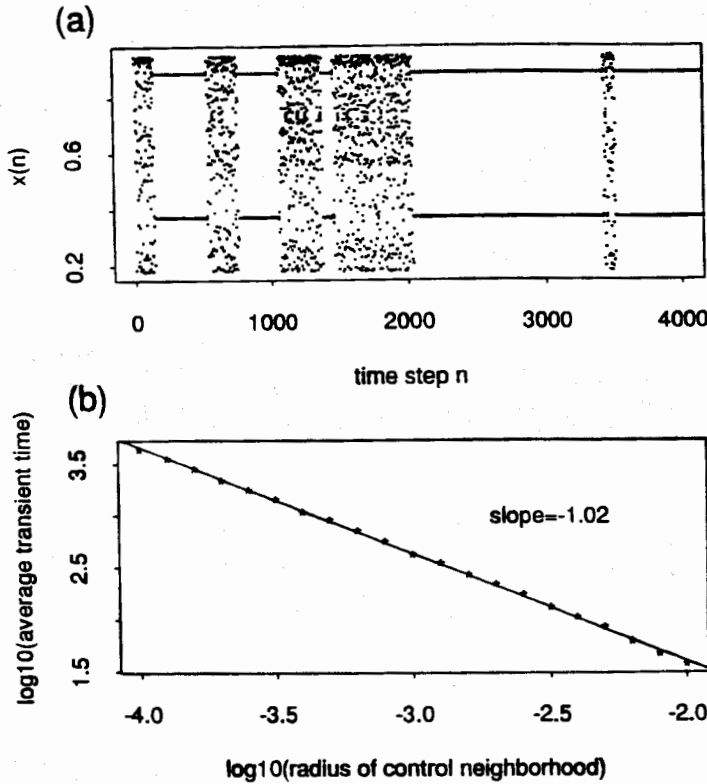 (a)
x(n)
0.6
0.2
0
1000
2000
3000
4000
time step n
(b)
log10(average transient time)
3.5
2.5
1.5
slope=-1.02
-4.0
-3.5
-3.0
-2.5
-2.0
log10(radius of control neighborhood)